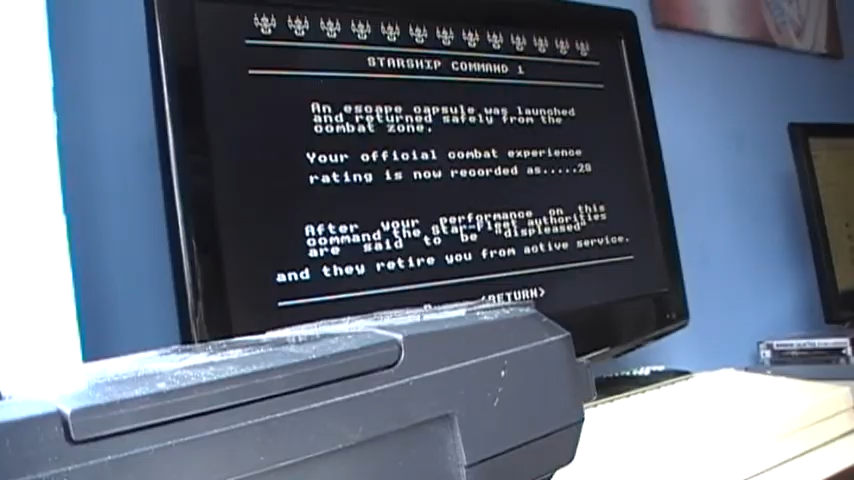 STARSHIP COMMAND 1
An escape capsule was launched
and returned safely from the
combat zone.
Your official combat experience
rating is now recorded as.....28
After your performance on this
command the Star-Fleet authorities
are said to be "displeased"
and they retire you from active service.
<RETURN>